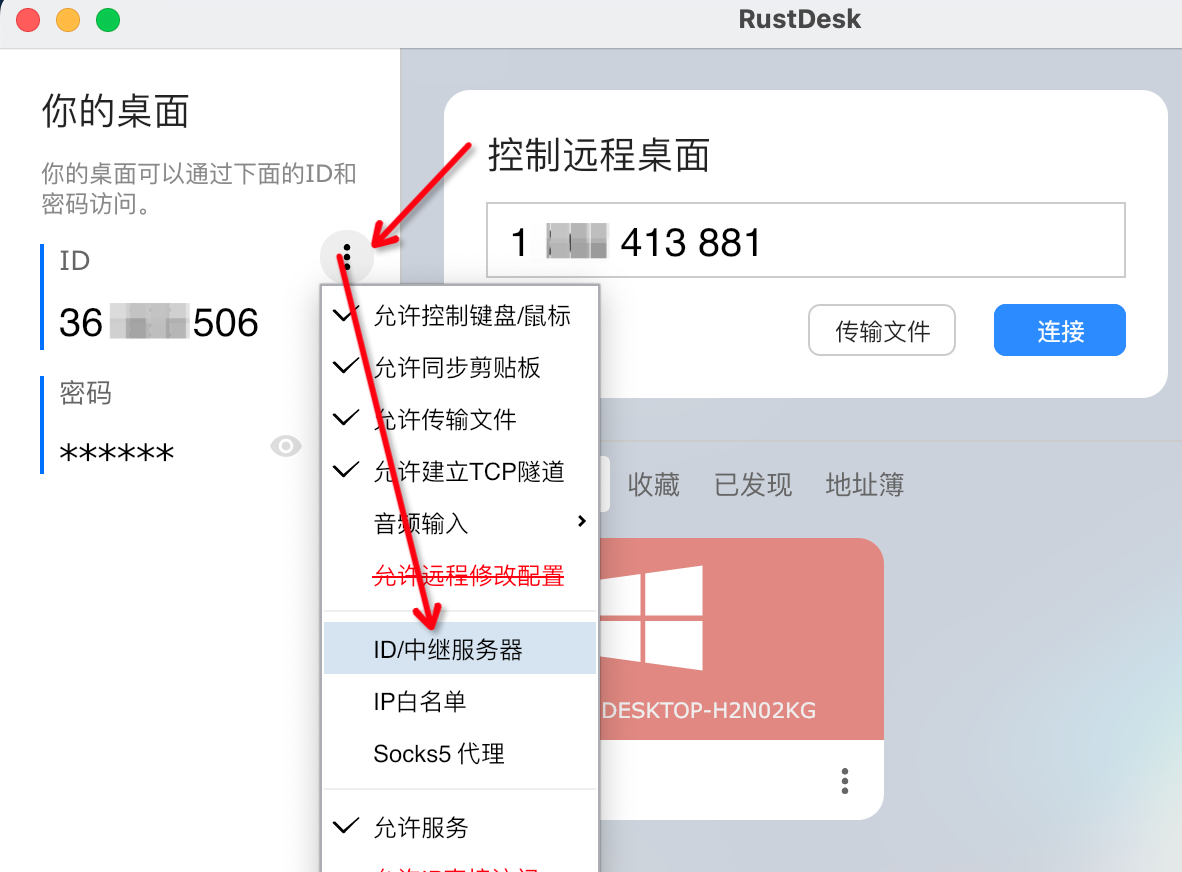 RustDesk
你的桌面
你的桌面可以通过下面的ID和
密码访问。
ID
36 506
密码
******
控制远程桌面
1 413 881
传输文件
连接
允许控制键盘/鼠标
允许同步剪贴板
允许传输文件
允许建立TCP隧道
音频输入
允许远程修改配置
ID/中继服务器
IP白名单
Socks5 代理
允许服务
收藏
已发现
地址簿
DESKTOP-H2N02KG